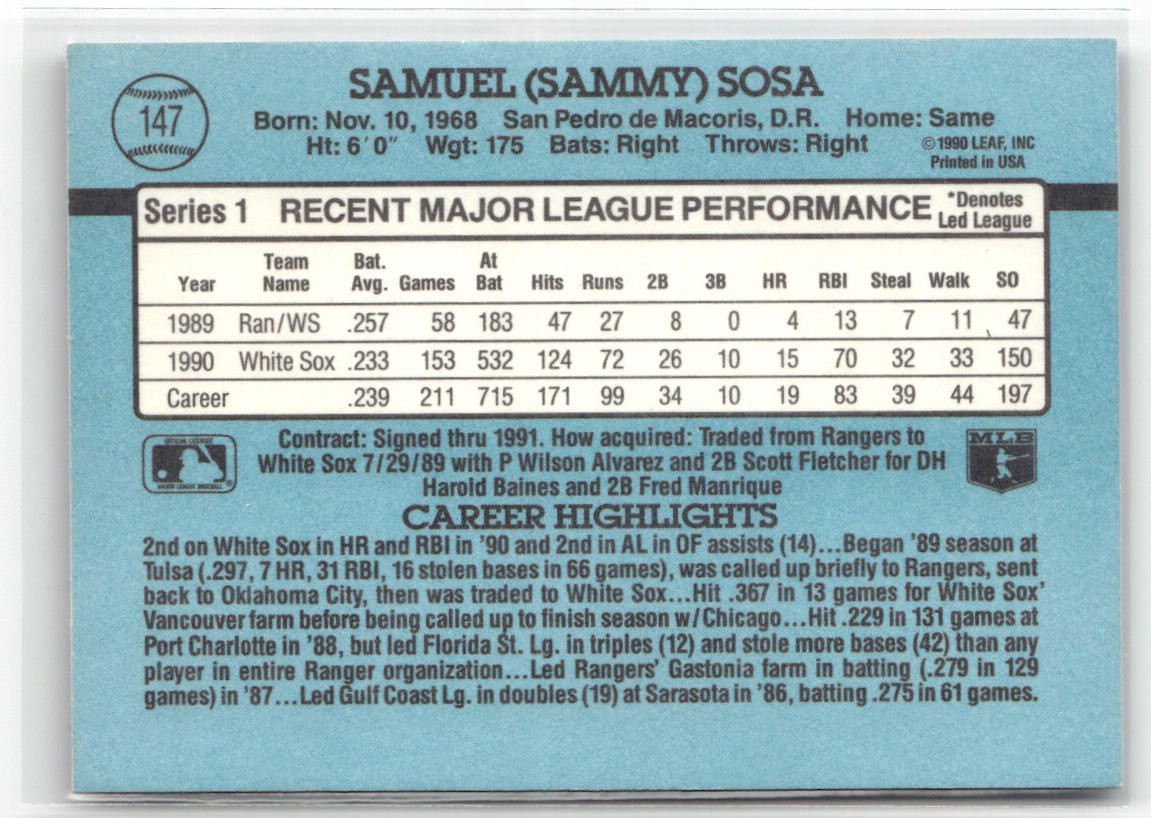 147
SAMUEL (SAMMY) SOSA
Born: Nov. 10, 1968 San Pedro de Macoris, D.R. Home: Same
Ht: 6'0" Wgt: 175 Bats: Right Throws: Right
©1990 LEAF, INC
Printed in USA
Series 1 RECENT MAJOR LEAGUE PERFORMANCE
*Denotes
Led League
Year Team Name Bat. Avg. Games At Bat Hits Runs 2B 3B HR RBI Steal Walk SO
1989 Ran/WS .257 58 183 47 27 8 0 4 13 7 11 47
1990 White Sox .233 153 532 124 72 26 10 15 70 32 33 150
Career .239 211 715 171 99 34 10 19 83 39 44 197
OFFICIAL LICENSEE
MAJOR LEAGUE BASEBALL
®
Contract: Signed thru 1991. How acquired: Traded from Rangers to
White Sox 7/29/89 with P Wilson Alvarez and 2B Scott Fletcher for DH
Harold Baines and 2B Fred Manrique
MLB
CAREER HIGHLIGHTS
2nd on White Sox in HR and RBI in '90 and 2nd in AL in OF assists (14)...Began '89 season at
Tulsa (.297, 7 HR, 31 RBI, 16 stolen bases in 66 games), was called up briefly to Rangers, sent
back to Oklahoma City, then was traded to White Sox...Hit .367 in 13 games for White Sox'
Vancouver farm before being called up to finish season w/Chicago...Hit .229 in 131 games at
Port Charlotte in '88, but led Florida St. Lg. in triples (12) and stole more bases (42) than any
player in entire Ranger organization...Led Rangers' Gastonia farm in batting (.279 in 129
games) in '87...Led Gulf Coast Lg. in doubles (19) at Sarasota in '86, batting .275 in 61 games.